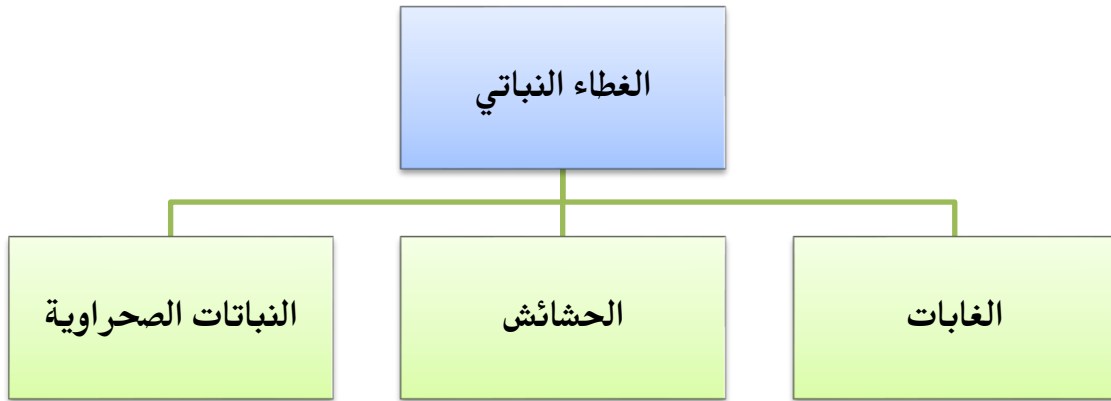 الغطاء النباتي
الغابات
الحشائش
النباتات الصحراوية